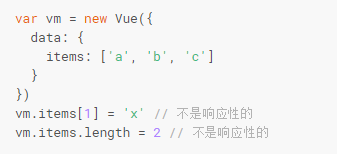 var vm = new Vue({
  data: {
    items: ['a', 'b', 'c']
  }
})
vm.items[1] = 'x' // 不是响应性的
vm.items.length = 2 // 不是响应性的